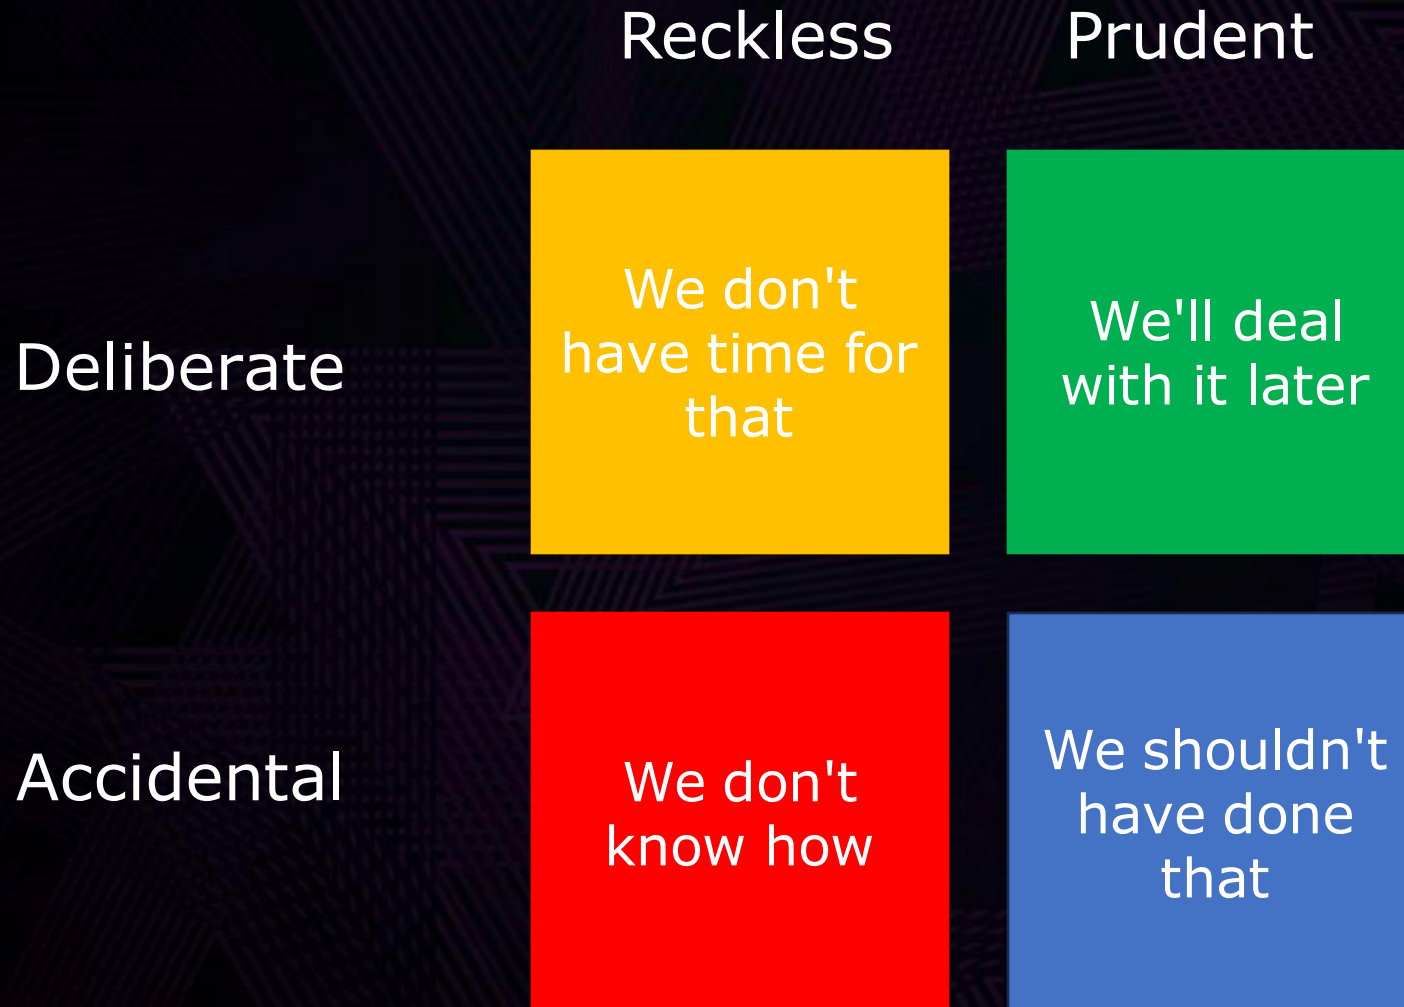 Reckless Prudent
Deliberate
We don't
have time for
that
We'll deal
with it later
Accidental
We don't
know how
We shouldn't
have done
that